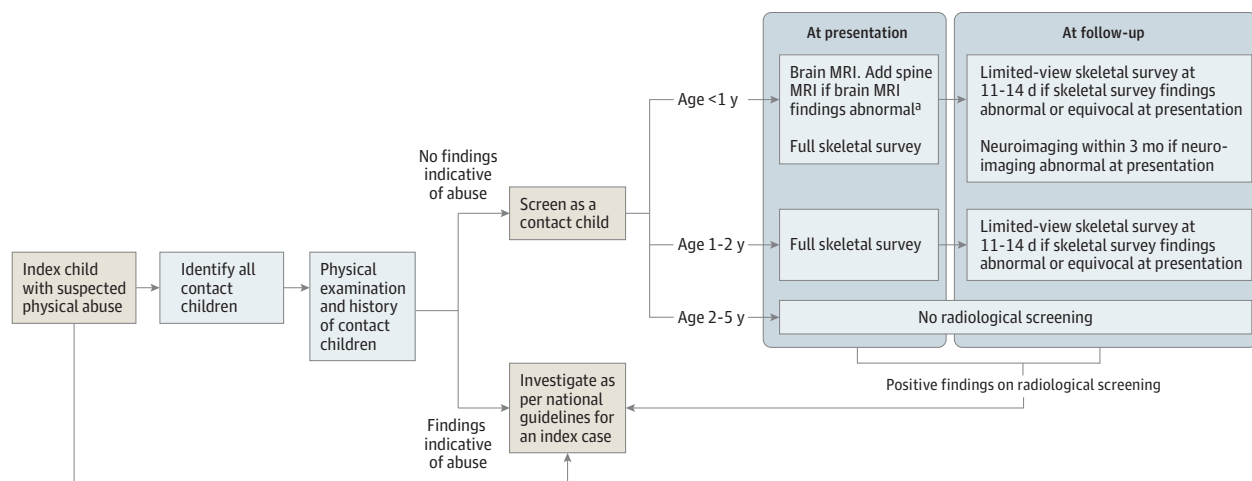 Index child
with suspected
physical abuse
Identify all
contact
children
Physical
examination
and history
of contact
children
No findings
indicative
of abuse
Findings
indicative
of abuse
Screen as a
contact child
Investigate as
per national
guidelines for
an index case
Age <1 y
Age 1-2 y
Age 2-5 y
At presentation
Brain MRI. Add spine
MRI if brain MRI
findings abnormalᵃ
Full skeletal survey
Full skeletal survey
At follow-up
Limited-view skeletal survey at
11-14 d if skeletal survey findings
abnormal or equivocal at presentation
Neuroimaging within 3 mo if neuro-
imaging abnormal at presentation
Limited-view skeletal survey at
11-14 d if skeletal survey findings
abnormal or equivocal at presentation
No radiological screening
Positive findings on radiological screening